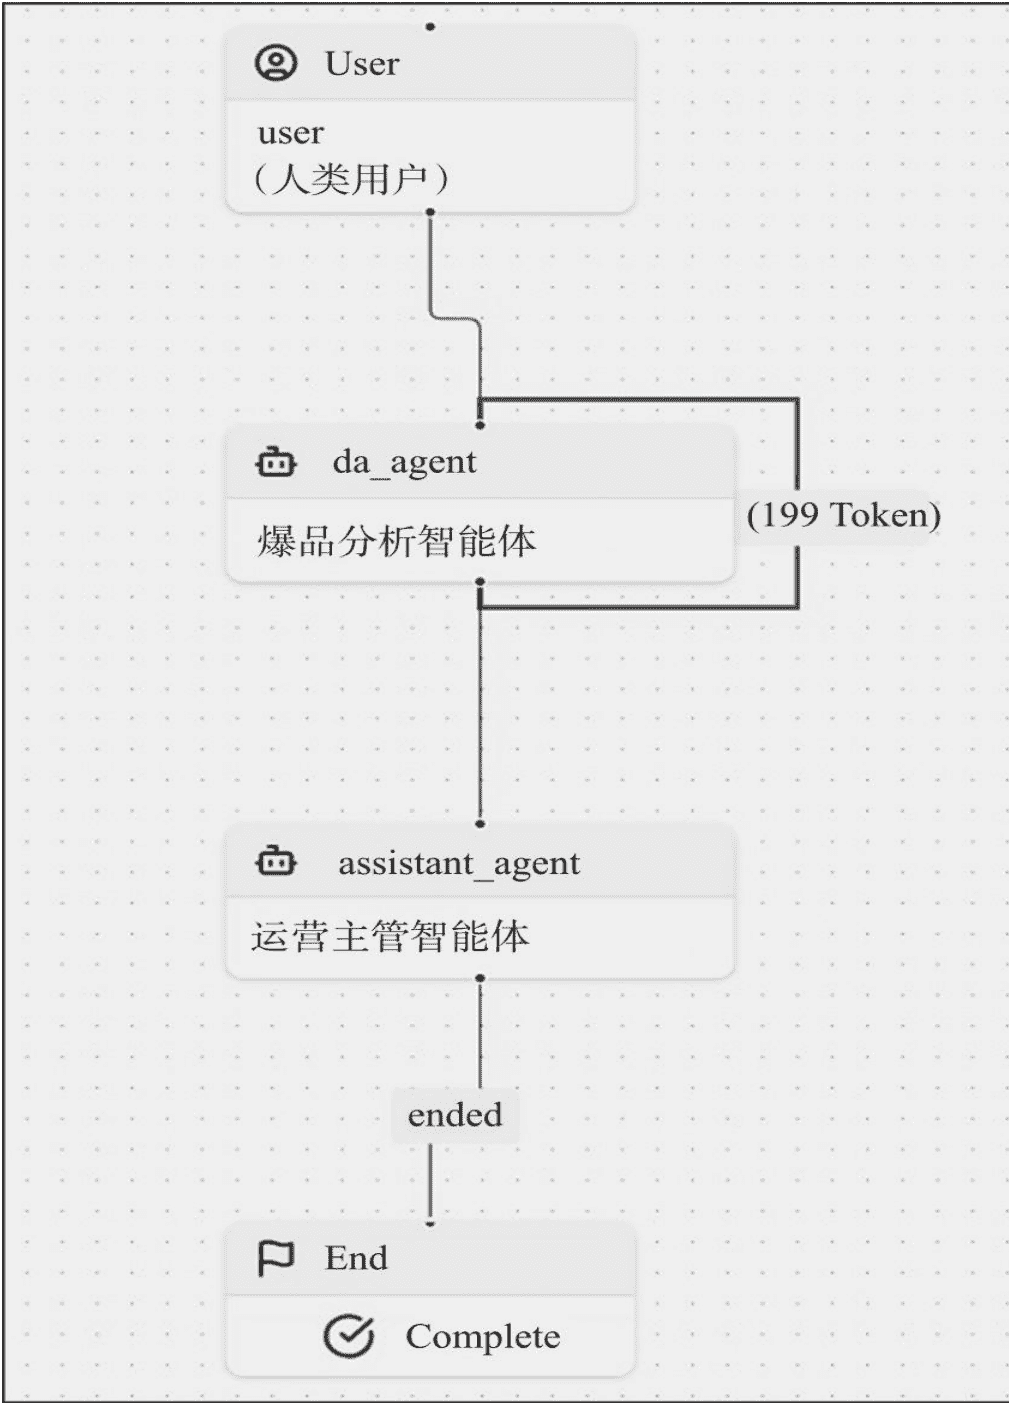 User
user
（人类用户）
da_agent
爆品分析智能体
(199 Token)
assistant_agent
运营主管智能体
ended
End
Complete